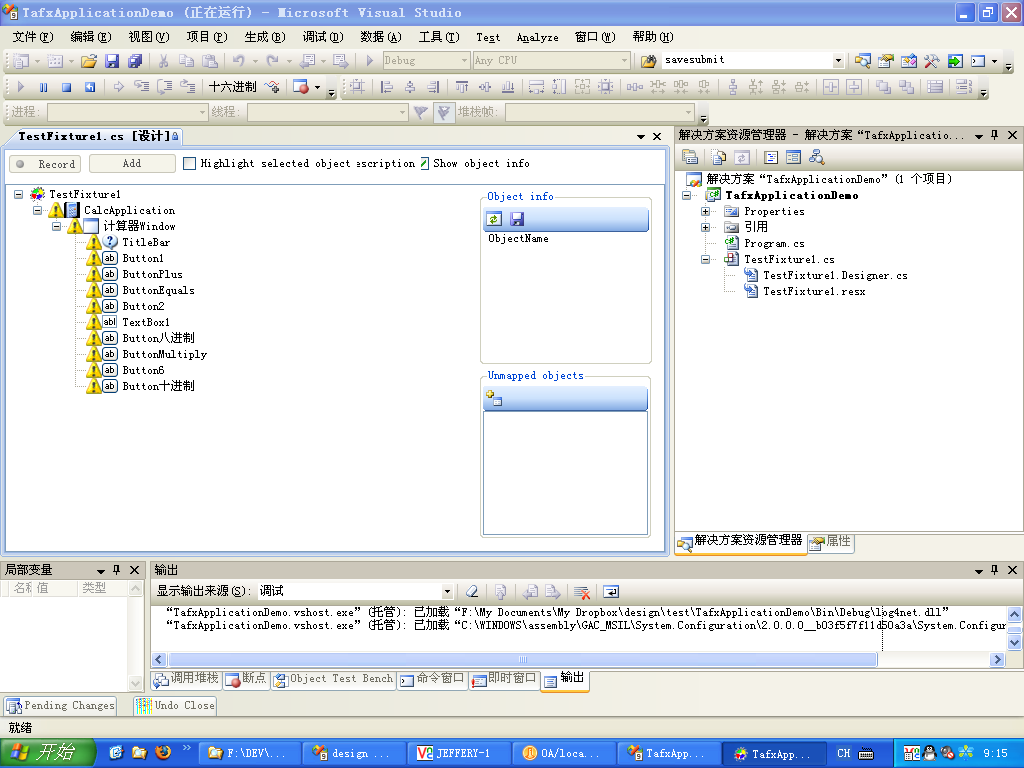 TafxApplicationDemo (正在运行) - Microsoft Visual Studio
文件(F) 编辑(E) 视图(V) 项目(P) 生成(B) 调试(D) 数据(A) 工具(T) Test Analyze 窗口(W) 帮助(H)
Debug Any CPU savesubmit
十六进制
进程: 线程: 堆栈帧:
TestFixture1.cs [设计]
Record Add Highlight selected object escription Show object info
TestFixture1
CalcApplication
计算器Window
TitleBar
Button1
ButtonPlus
ButtonEquals
Button2
TextBox1
Button八进制
ButtonMultiply
Button6
Button十进制
Object info
ObjectName
Unmapped objects
解决方案资源管理器 - 解决方案 “TafxApplicatio...
解决方案“TafxApplicationDemo” (1 个项目)
TafxApplicationDemo
Properties
引用
Program.cs
TestFixture1.cs
TestFixture1.Designer.cs
TestFixture1.resx
解决方案资源管理器 属性
局部变量
名称 值 类型
输出
显示输出来源(S): 调试
“TafxApplicationDemo.vshost.exe” (托管): 已加载 “F:\My Documents\My Dropbox\design\test\TafxApplicationDemo\Bin\Debug\log4net.dll”
“TafxApplicationDemo.vshost.exe” (托管): 已加载 “C:\WINDOWS\assembly\GAC_MSIL\System.Configuration\2.0.0.0__b03f5f7f11d50a3a\System.Configur
调用堆栈 断点 Object Test Bench 命令窗口 即时窗口 输出
Pending Changes Undo Close
就绪
开始 F:\DEV\... design ... JEFFERY-1 OA/loca... TafxApp... TafxApp... CH 9:15